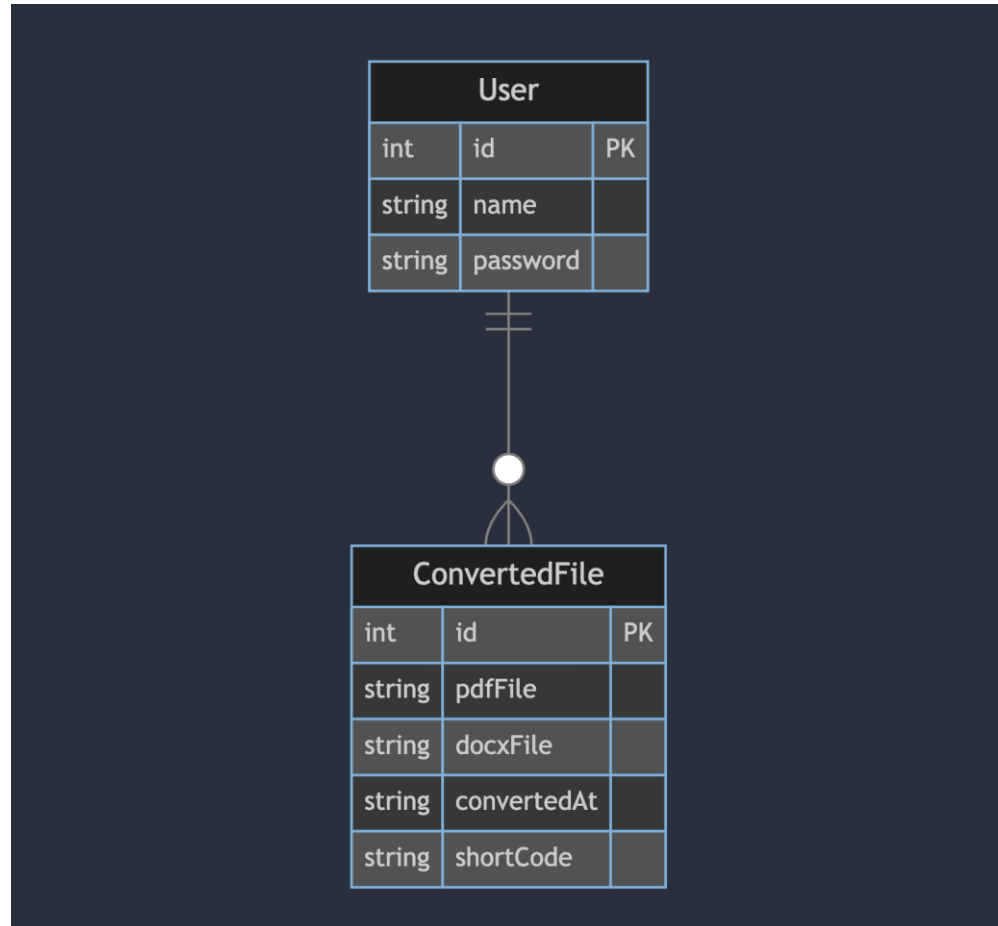 User
int id PK
string name
string password
ConvertedFile
int id PK
string pdfFile
string docxFile
string convertedAt
string shortCode